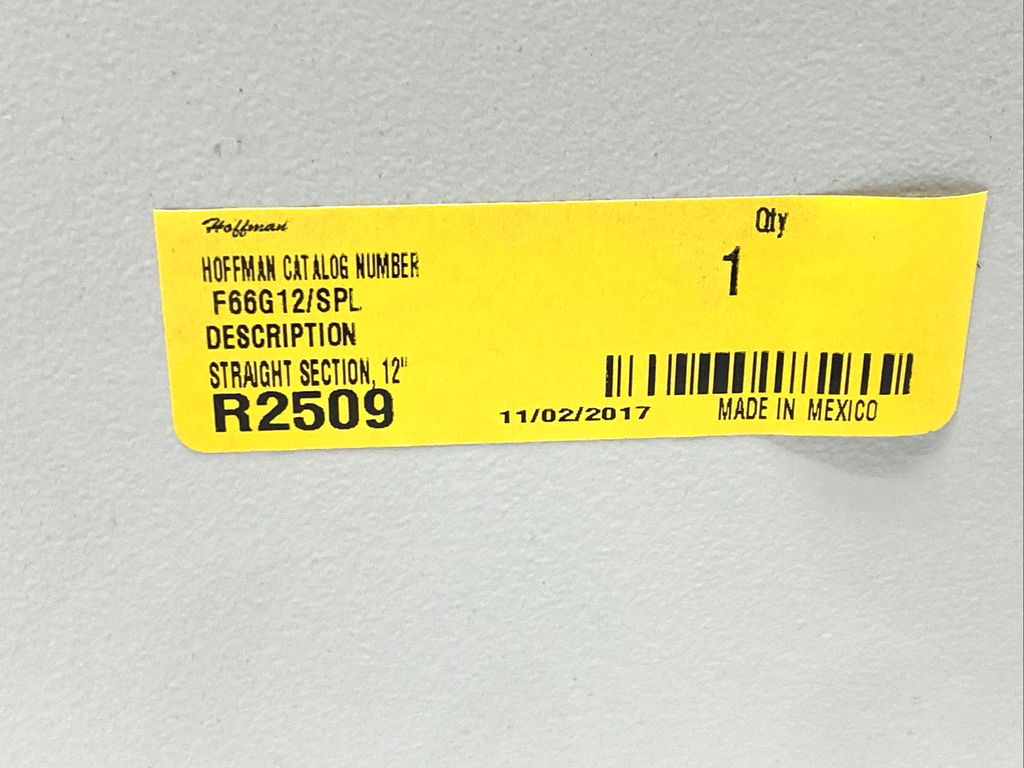 Hoffman
Qty
HOFFMAN CATALOG NUMBER
1
F66G12/SPL
DESCRIPTION
STRAIGHT SECTION, 12"
R2509
11/02/2017
MADE IN MEXICO